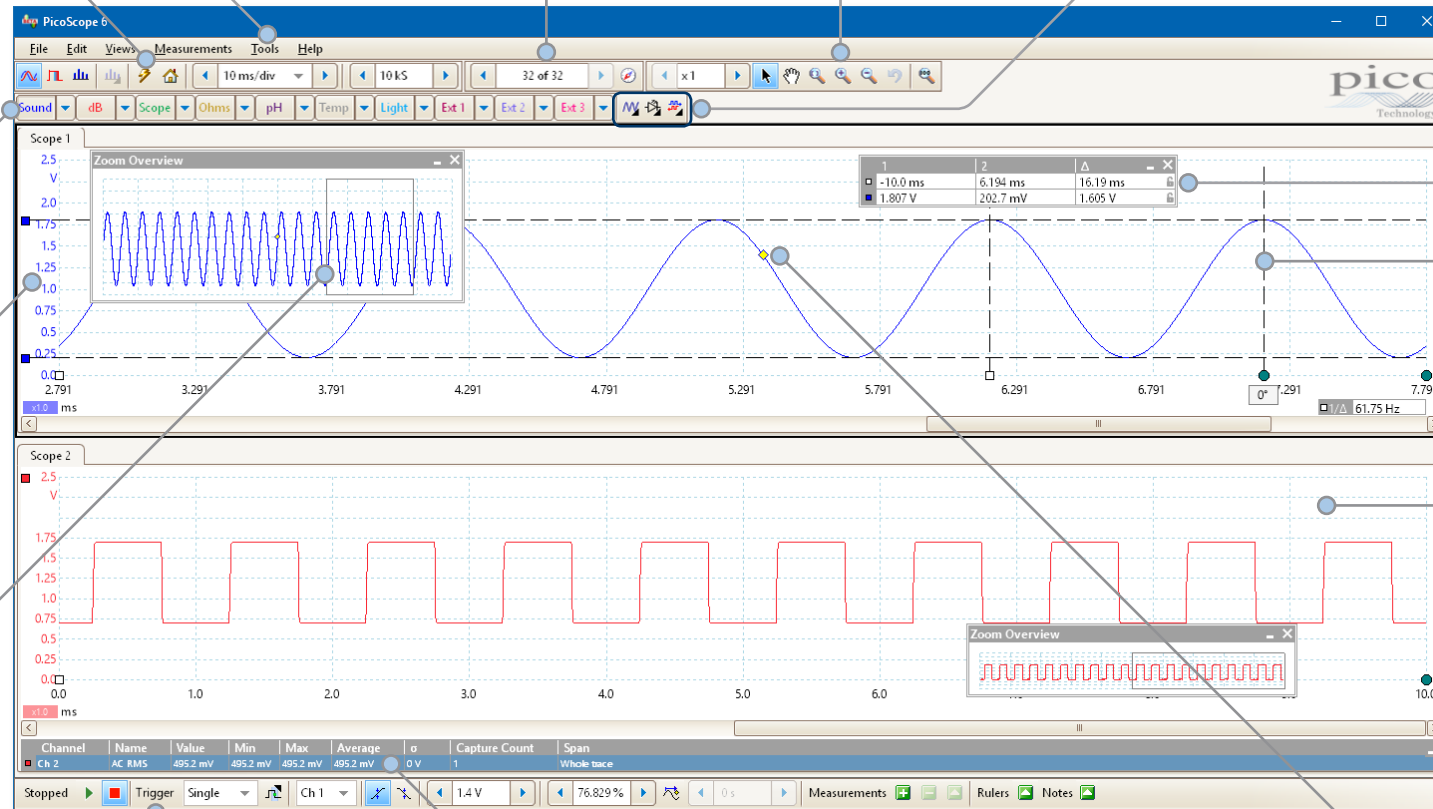 PicoScope 6
File Edit Views Measurements Tools Help
10 ms/div 10 kS 32 of 32 x1
pico
Technology
Sound dB Scope Ohms pH Temp Light Ext 1 Ext 2 Ext 3
Scope 1
2.5
V
2.0
1.75
1.5
1.25
1.0
0.75
0.5
0.25
0.0
Zoom Overview
1 2 Δ
-10.0 ms 6.194 ms 16.19 ms
1.807 V 202.7 mV 1.605 V
2.791 3.291 3.791 4.291 4.791 5.291 5.791 6.291 6.791 7.291 7.79
0°
x1.0 ms
1/Δ 61.75 Hz
Scope 2
2.5
V
1.75
1.5
1.25
1.0
0.75
0.5
0.25
0.0
Zoom Overview
0.0 1.0 2.0 3.0 4.0 5.0 6.0 10.0
x1.0 ms
Channel Name Value Min Max Average σ Capture Count Span
Ch 2 AC RMS 495.2 mV 495.2 mV 495.2 mV 495.2 mV 0 V 1 Whole trace
Stopped Trigger Single Ch 1 1.4 V 76.829 % 0 s Measurements Rulers Notes